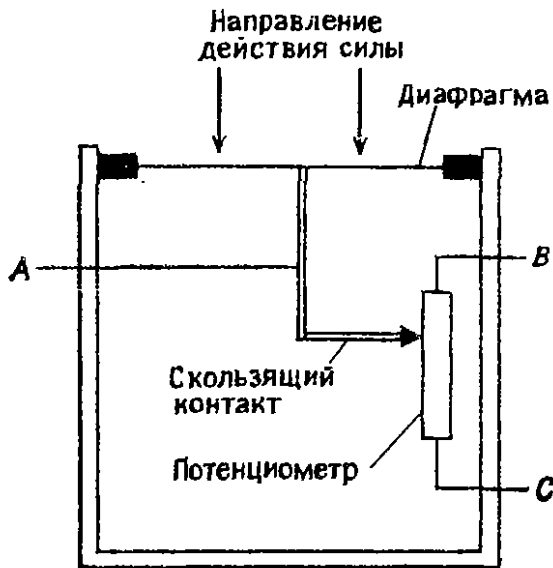 Направление
действия силы
Диафрагма
A
B
Скользящий
контакт
Потенциометр
C